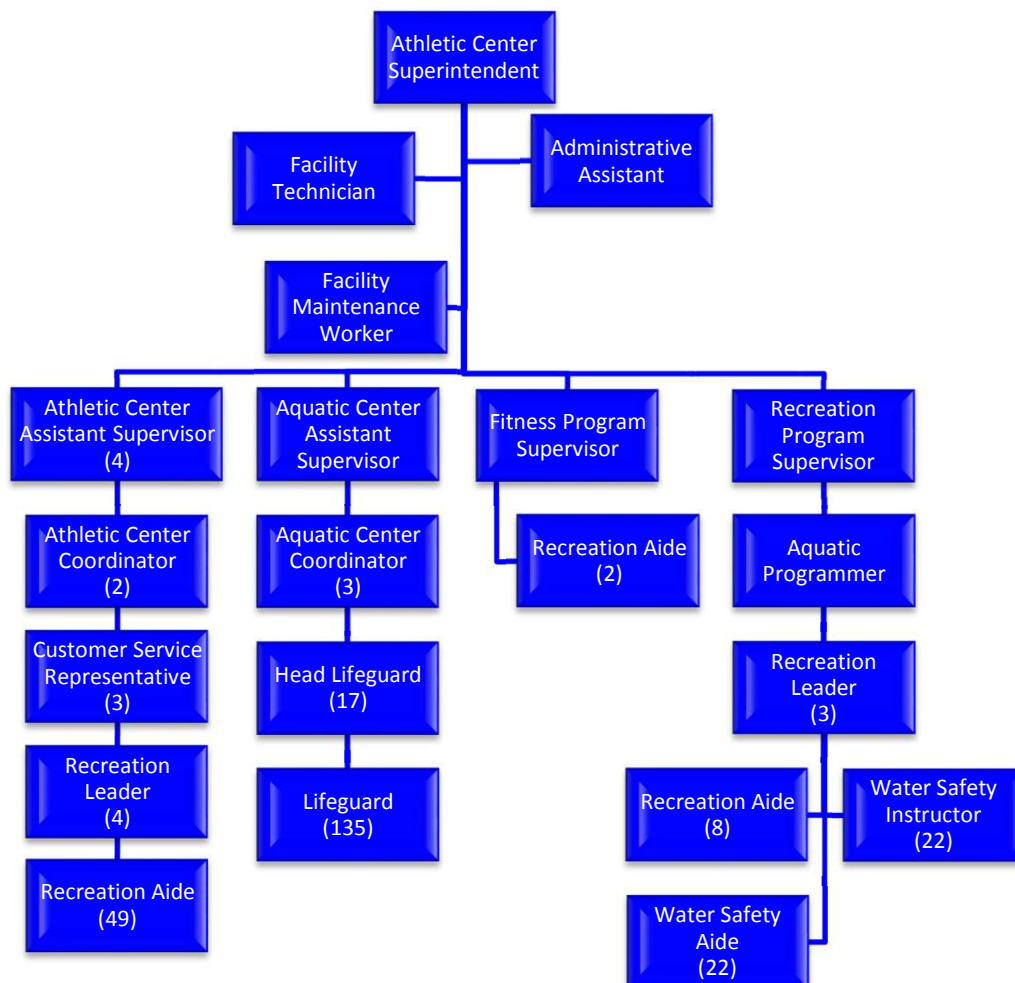 Athletic Center
Superintendent
Administrative
Assistant
Facility
Technician
Facility
Maintenance
Worker
Athletic Center
Assistant Supervisor
(4)
Aquatic Center
Assistant
Supervisor
Fitness Program
Supervisor
Recreation
Program
Supervisor
Athletic Center
Coordinator
(2)
Aquatic Center
Coordinator
(3)
Recreation Aide
(2)
Aquatic
Programmer
Customer Service
Representative
(3)
Head Lifeguard
(17)
Recreation
Leader
(3)
Recreation
Leader
(4)
Lifeguard
(135)
Recreation Aide
(8)
Water Safety
Instructor
(22)
Recreation Aide
(49)
Water Safety
Aide
(22)